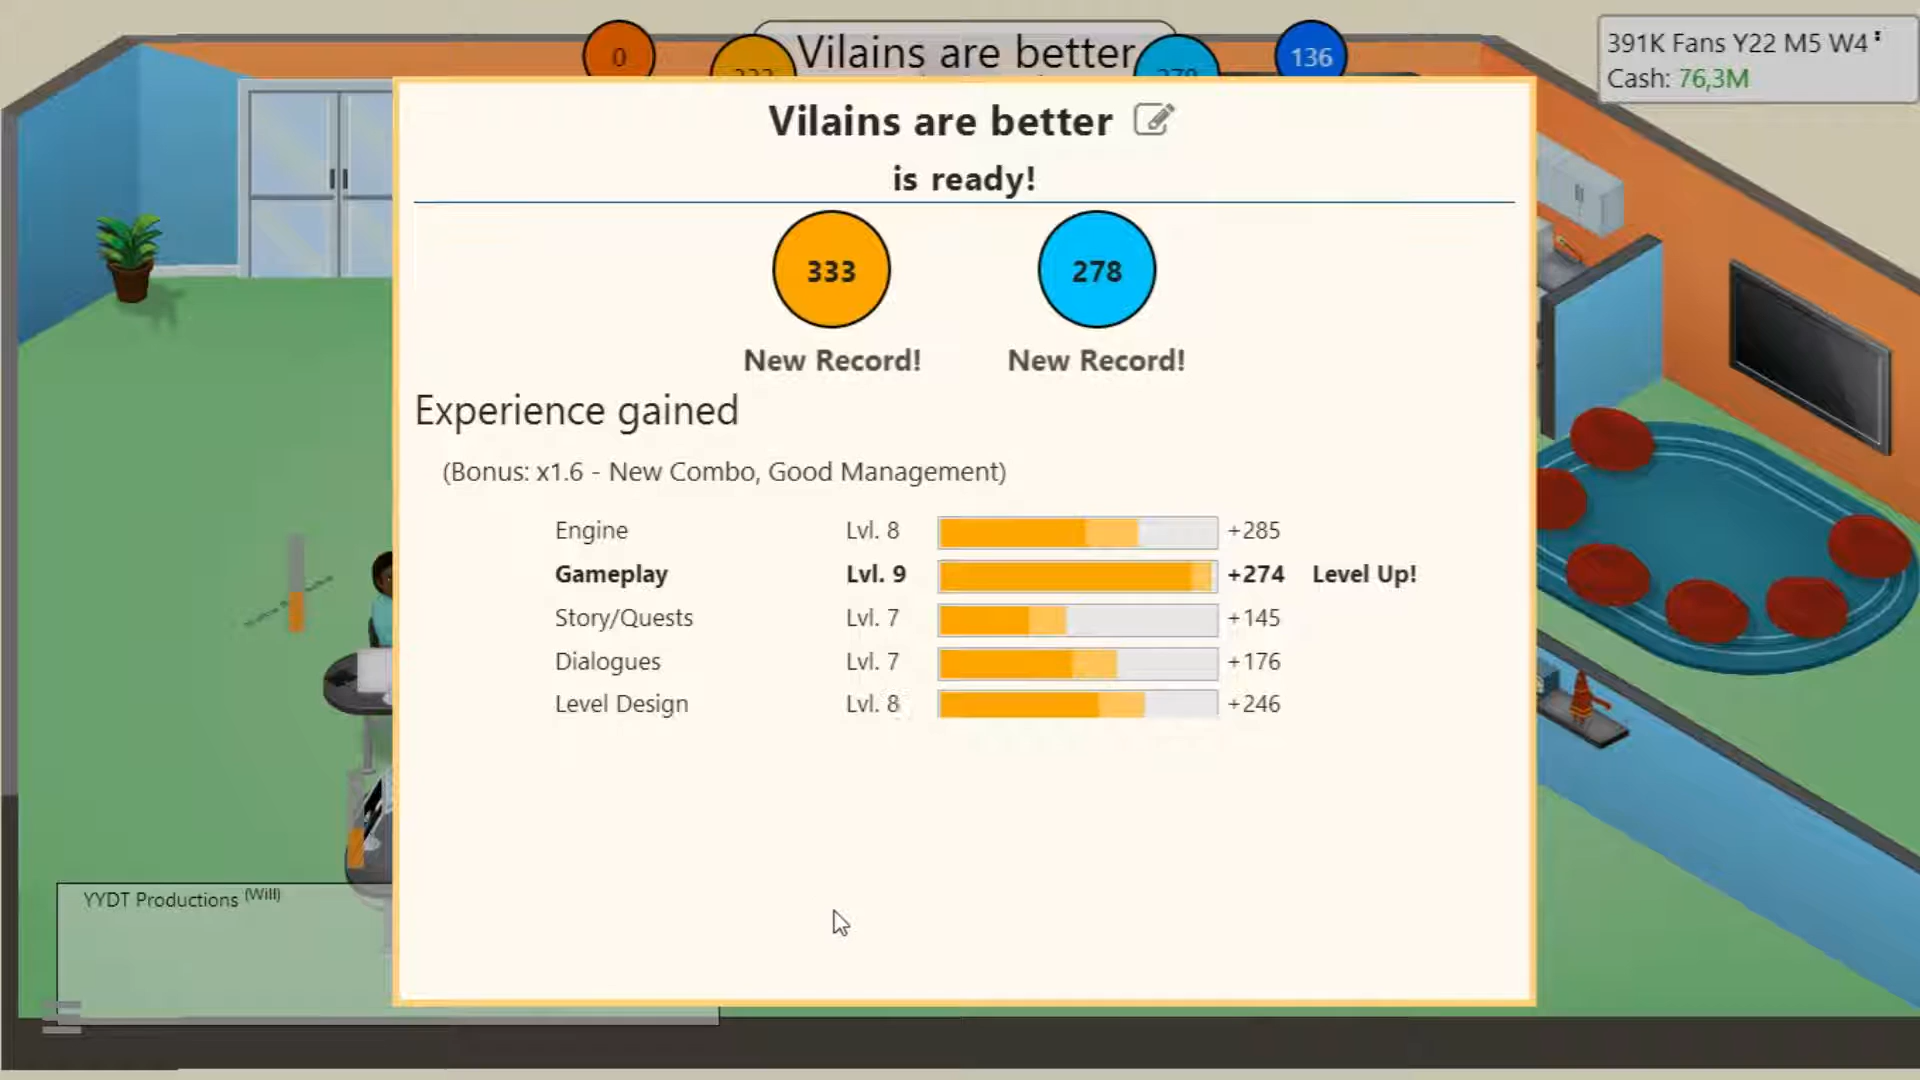 0
Vilains are better
136
391K Fans Y22 M5 W4
Cash: 76,3M
Vilains are better
is ready!
333
278
New Record!
New Record!
Experience gained
(Bonus: x1.6 - New Combo, Good Management)
Engine Lvl. 8 +285
Gameplay Lvl. 9 +274 Level Up!
Story/Quests Lvl. 7 +145
Dialogues Lvl. 7 +176
Level Design Lvl. 8 +246
YYDT Productions (Will)